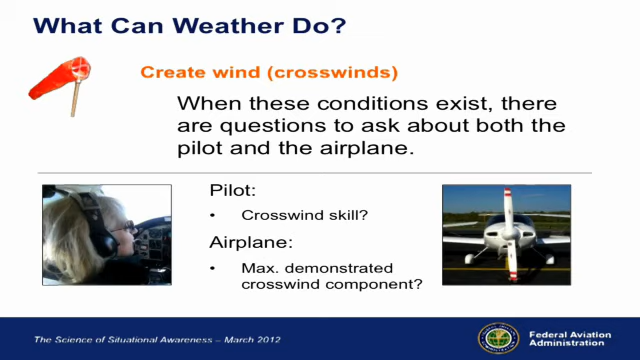 What Can Weather Do?
Create wind (crosswinds)
When these conditions exist, there
are questions to ask about both the
pilot and the airplane.
Pilot:
• Crosswind skill?
Airplane:
• Max. demonstrated
crosswind component?
The Science of Situational Awareness – March 2012
Federal Aviation
Administration